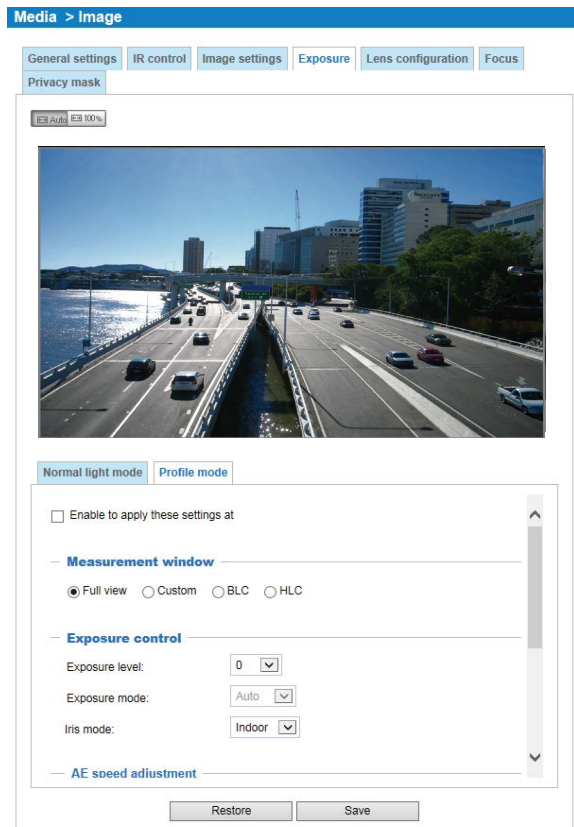 Media > Image
General settings IR control Image settings Exposure Lens configuration Focus
Privacy mask
Auto 100%
Normal light mode Profile mode
Enable to apply these settings at
Measurement window
Full view Custom BLC HLC
Exposure control
Exposure level: 0
Exposure mode: Auto
Iris mode: Indoor
AE speed adjustment
Restore Save